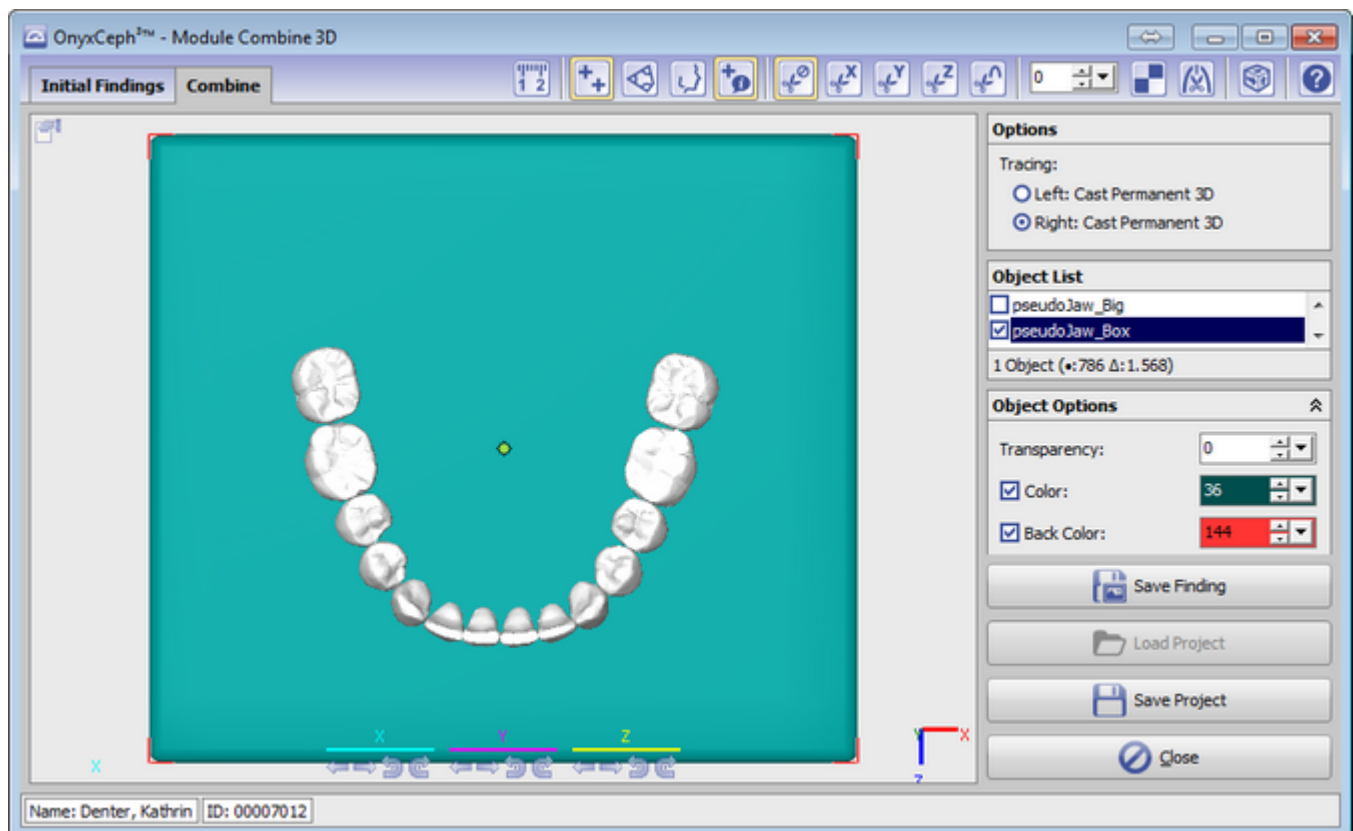 OnyxCeph³™ - Module Combine 3D
Initial Findings Combine
1 2
X Y Z
0
Options
Tracing:
Left: Cast Permanent 3D
Right: Cast Permanent 3D
Object List
pseudoJaw_Big
pseudoJaw_Box
1 Object (•:786 Δ:1.568)
Object Options
Transparency: 0
Color: 36
Back Color: 144
Save Finding
Load Project
Save Project
Close
X Y Z
X
Y X
Z
Name: Denter, Kathrin ID: 00007012